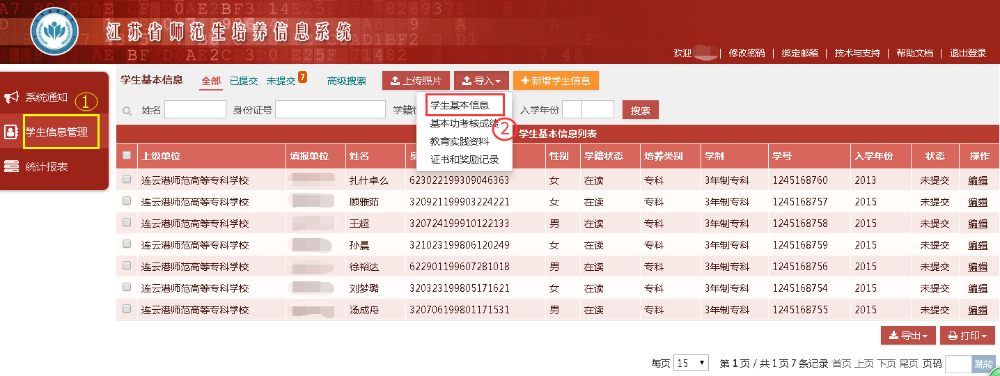 江苏省师范生培养信息系统
欢迎 | 修改密码 | 绑定邮箱 | 技术与支持 | 帮助文档 | 退出登录
系统通知
①
学生信息管理
统计报表
学生基本信息 全部 已提交 未提交 7 高级搜索 上传照片 导入 新增学生信息
姓名 身份证号 学籍 入学年份 搜索
学生基本信息
基本功考核成绩
②
教育实践资料
证书和奖励记录
学生基本信息列表
上级单位 填报单位 姓名 性别 学籍状态 培养类别 学制 学号 入学年份 状态 操作
连云港师范高等专科学校 扎什卓么 623022199309046363 女 在读 专科 3年制专科 1245168760 2013 未提交 编辑
连云港师范高等专科学校 顾雅茹 320921199903224221 女 在读 专科 3年制专科 1245168757 2015 未提交 编辑
连云港师范高等专科学校 王超 320724199910122133 男 在读 专科 3年制专科 1245168758 2015 未提交 编辑
连云港师范高等专科学校 孙晨 321023199806120249 女 在读 专科 3年制专科 1245168759 2015 未提交 编辑
连云港师范高等专科学校 徐裕达 622901199607281018 男 在读 专科 3年制专科 1245168756 2015 未提交 编辑
连云港师范高等专科学校 刘梦璐 320323199805171621 女 在读 专科 3年制专科 1245168754 2015 未提交 编辑
连云港师范高等专科学校 汤成舟 320706199801171531 男 在读 专科 3年制专科 1245168755 2015 未提交 编辑
导出 打印
每页 15 第 1 页 / 共 1 页 7 条记录 首页 上页 下页 尾页 页码 跳转